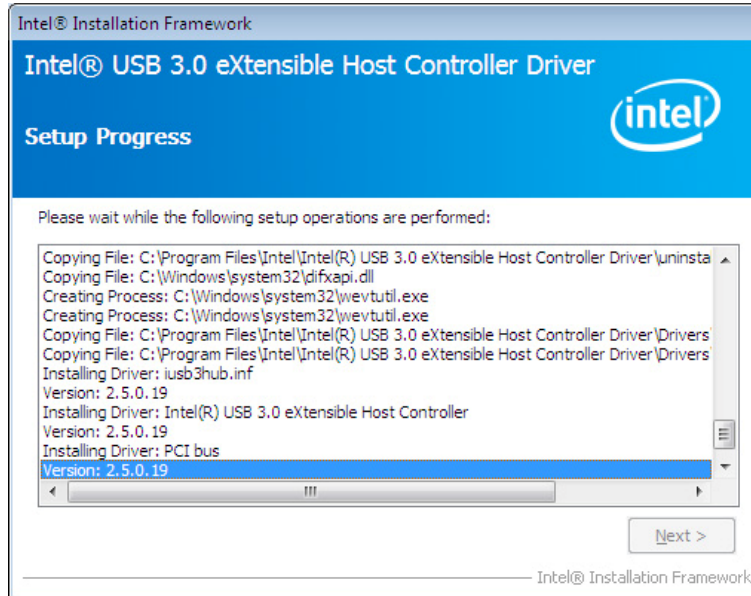 Intel® Installation Framework
Intel® USB 3.0 eXtensible Host Controller Driver
intel
Setup Progress
Please wait while the following setup operations are performed:
Copying File: C:\Program Files\Intel\Intel(R) USB 3.0 eXtensible Host Controller Driver\uninsta
Copying File: C:\Windows\system32\difxapi.dll
Creating Process: C:\Windows\system32\wevtutil.exe
Creating Process: C:\Windows\system32\wevtutil.exe
Copying File: C:\Program Files\Intel\Intel(R) USB 3.0 eXtensible Host Controller Driver\Drivers\
Copying File: C:\Program Files\Intel\Intel(R) USB 3.0 eXtensible Host Controller Driver\Drivers\
Installing Driver: iusb3hub.inf
Version: 2.5.0.19
Installing Driver: Intel(R) USB 3.0 eXtensible Host Controller
Version: 2.5.0.19
Installing Driver: PCI bus
Version: 2.5.0.19
Next >
Intel® Installation Framework